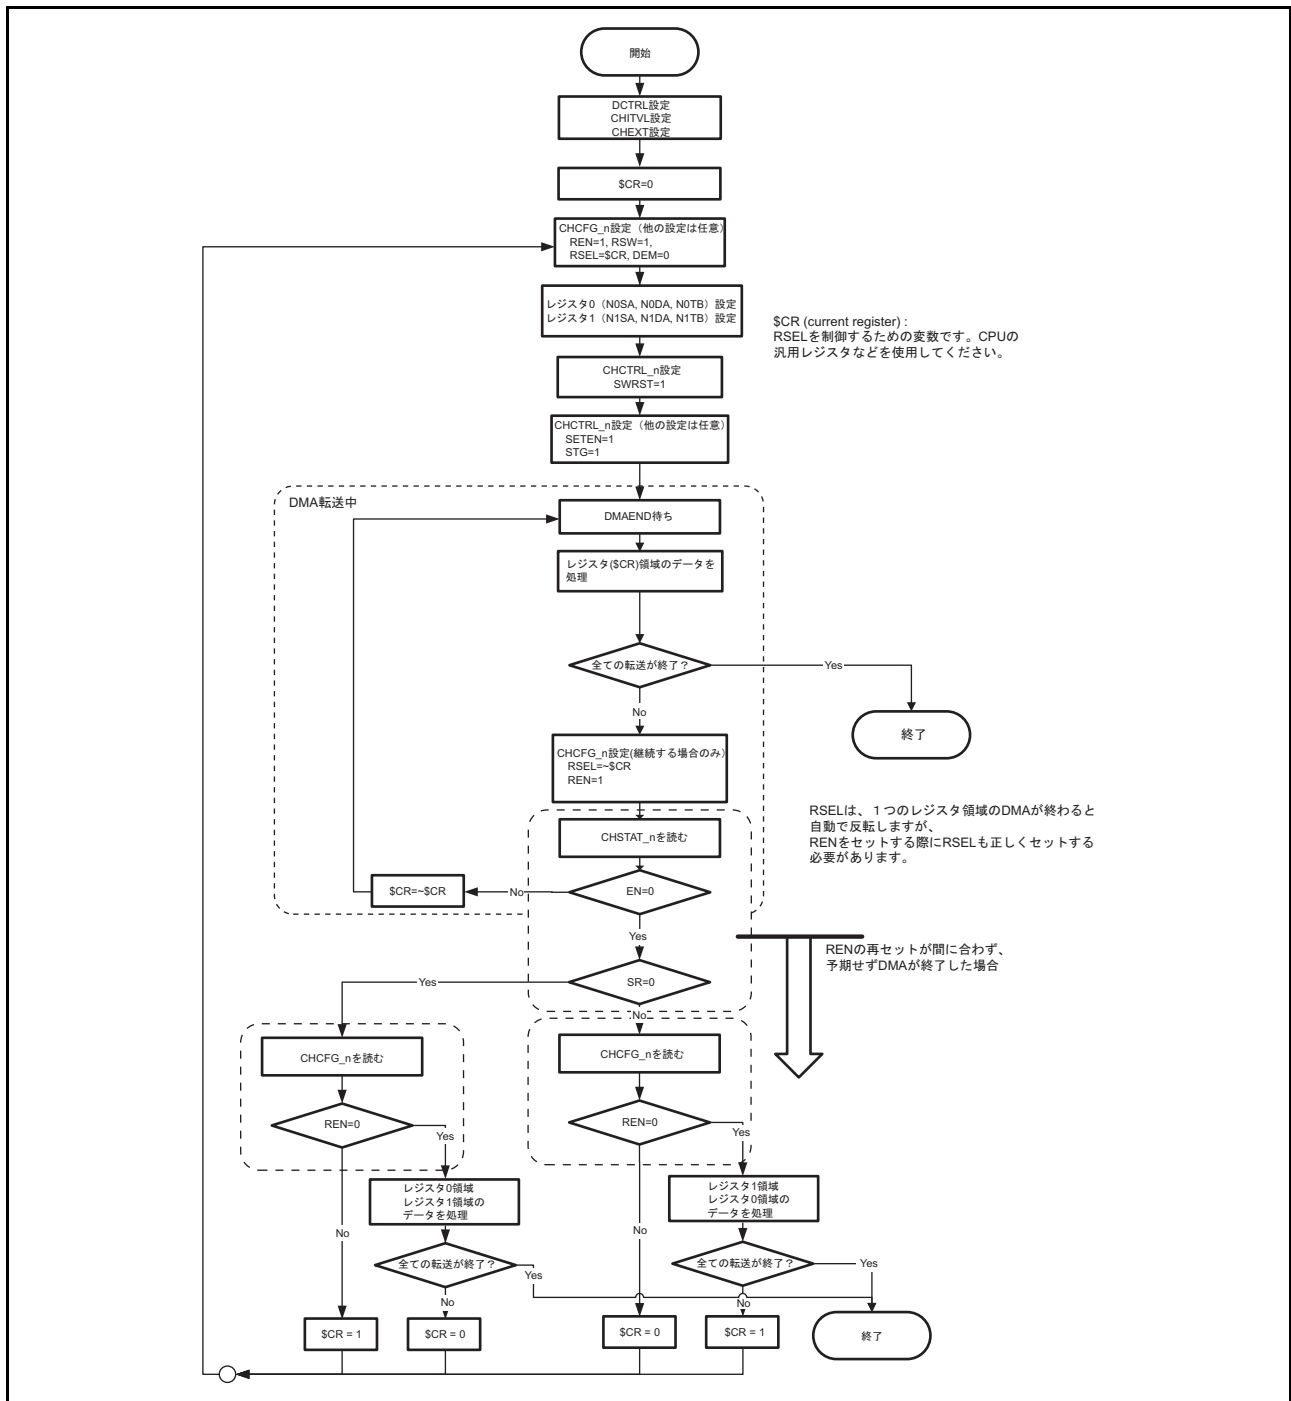 開始
DCTRL設定
CHITVL設定
CHEXT設定
$CR=0
CHCFG_n設定（他の設定は任意）
REN=1, RSW=1,
RSEL=$CR, DEM=0
レジスタ0（N0SA, N0DA, N0TB）設定
レジスタ1（N1SA, N1DA, N1TB）設定
$CR (current register) :
RSELを制御するための変数です。CPUの
汎用レジスタなどを使用してください。
CHCTRL_n設定
SWRST=1
CHCTRL_n設定（他の設定は任意）
SETEN=1
STG=1
DMA転送中
DMAEND待ち
レジスタ($CR)領域のデータを
処理
全ての転送が終了？
Yes
No
終了
CHCFG_n設定(継続する場合のみ)
RSEL=~$CR
REN=1
RSELは、１つのレジスタ領域のDMAが終わると
自動で反転しますが、
RENをセットする際にRSELも正しくセットする
必要があります。
CHSTAT_nを読む
$CR=~$CR
No
EN=0
Yes
RENの再セットが間に合わず、
予期せずDMAが終了した場合
Yes
SR=0
No
CHCFG_nを読む
CHCFG_nを読む
REN=0
Yes
REN=0
Yes
レジスタ0領域
レジスタ1領域の
データを処理
レジスタ1領域
レジスタ0領域の
データを処理
No
No
全ての転送が終了？
Yes
全ての転送が終了？
Yes
No
No
$CR = 1
$CR = 0
$CR = 0
$CR = 1
終了